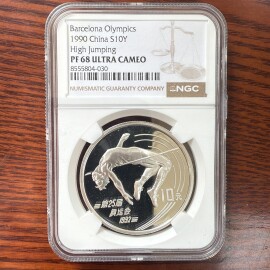 Barcelona Olympics
1990 China S10Y
High Jumping
PF 68 ULTRA CAMEO
8555804-030
NUMISMATIC GUARANTY COMPANY
NGC
10元
第25届
奥运会
1992